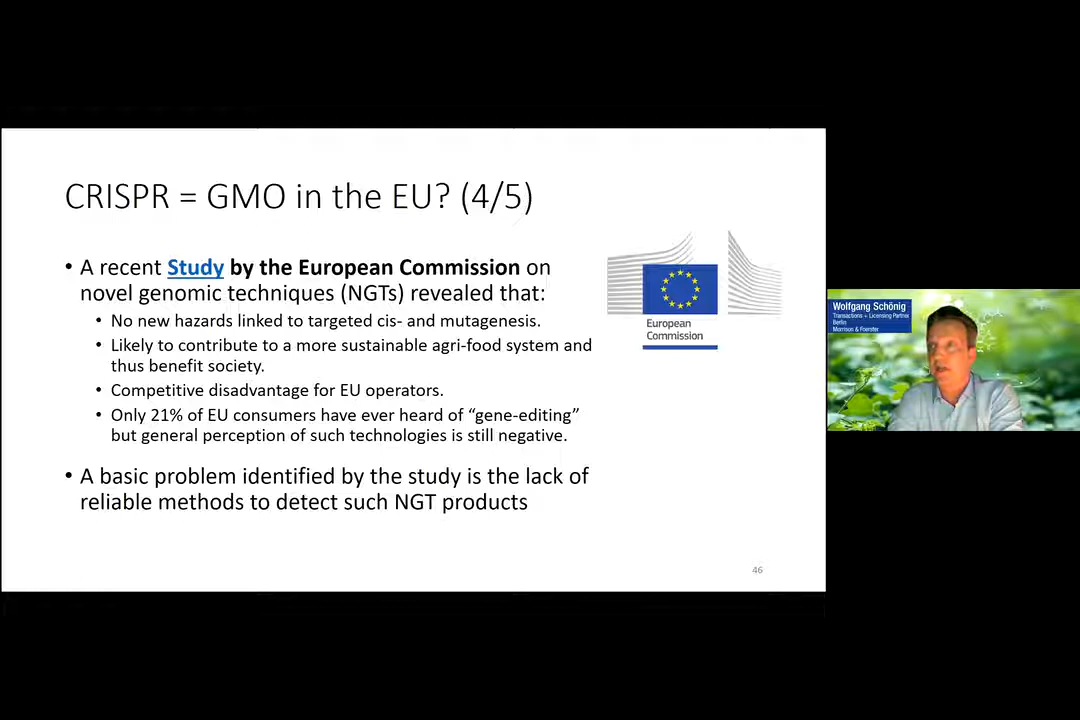 CRISPR = GMO in the EU? (4/5)
• A recent Study by the European Commission on
novel genomic techniques (NGTs) revealed that:
• No new hazards linked to targeted cis- and mutagenesis.
• Likely to contribute to a more sustainable agri-food system and
thus benefit society.
• Competitive disadvantage for EU operators.
• Only 21% of EU consumers have ever heard of “gene-editing”
but general perception of such technologies is still negative.
• A basic problem identified by the study is the lack of
reliable methods to detect such NGT products
European
Commission
46
Wolfgang Schönig
Transactions + Licensing Partner
Berlin
Morrison & Foerster